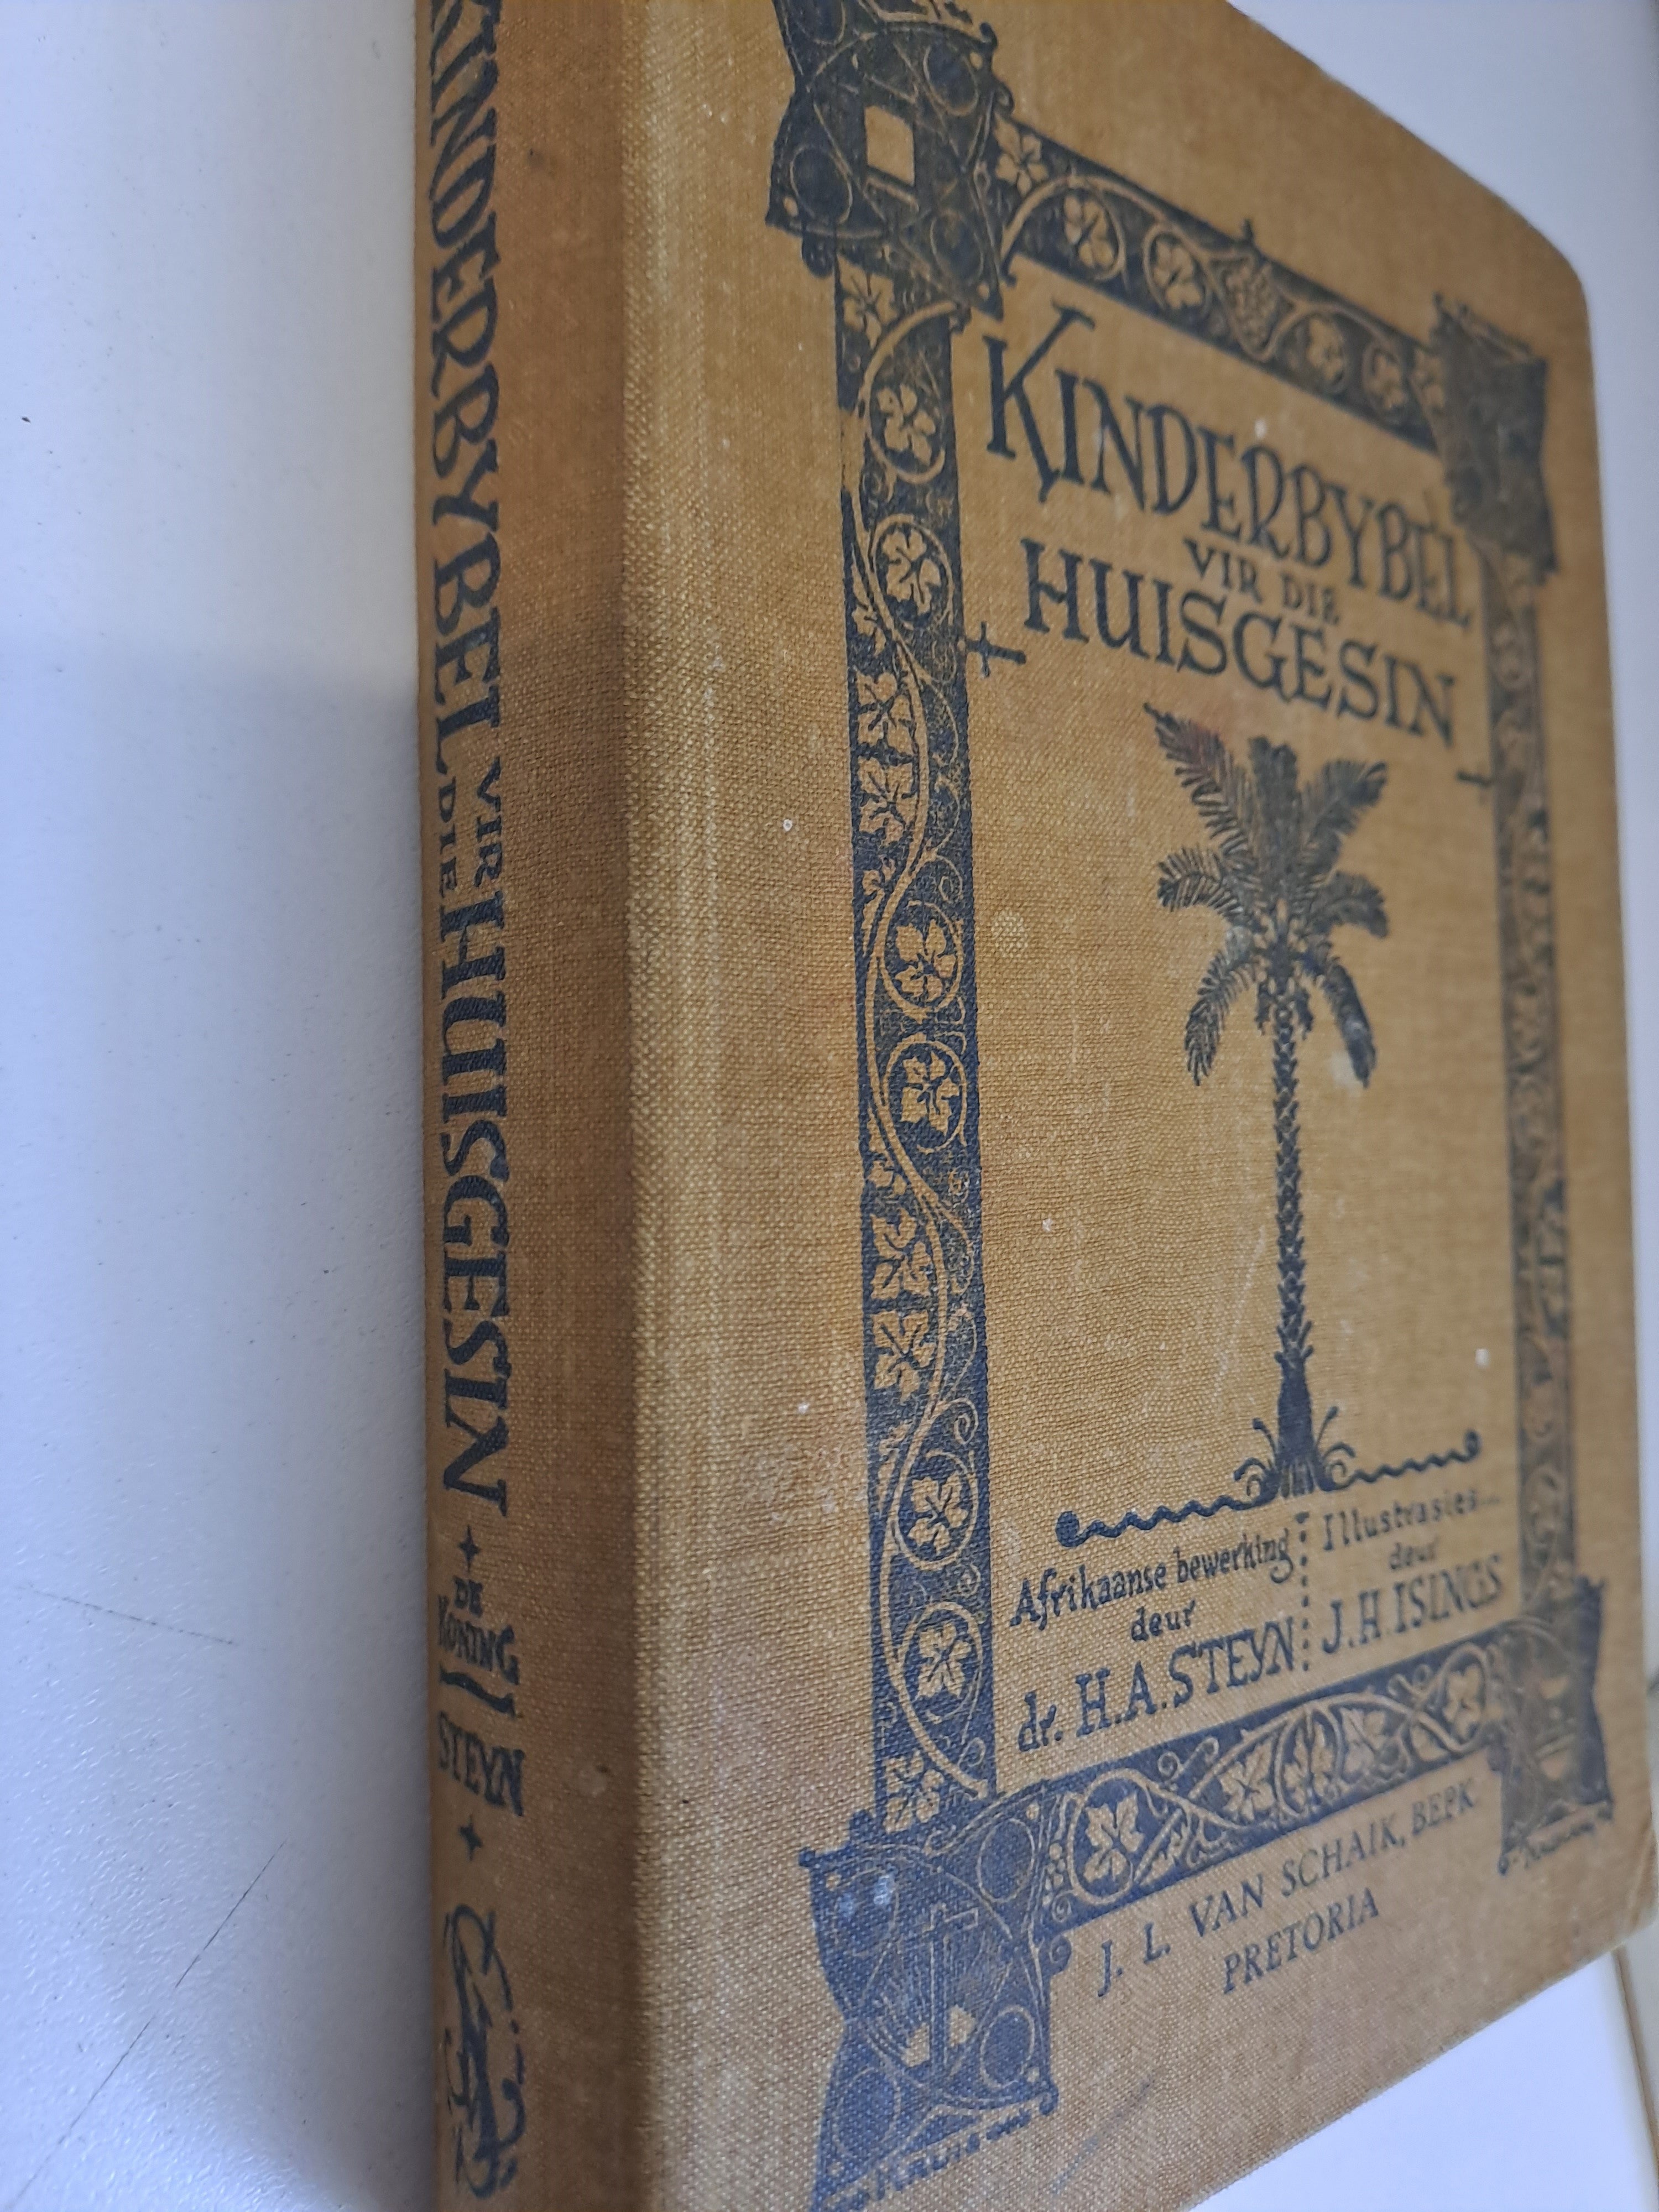 KINDERBYBEL VIR DIE HUISGESIN DE KONING STEYN
KINDERBYBEL
VIR DIE
HUISGESIN
Afrikaanse bewerking
deur
dr. H.A. STEYN
Illustrasies
deur
J.H. ISINGS
J. L. VAN SCHAIK, BEPK.
PRETORIA